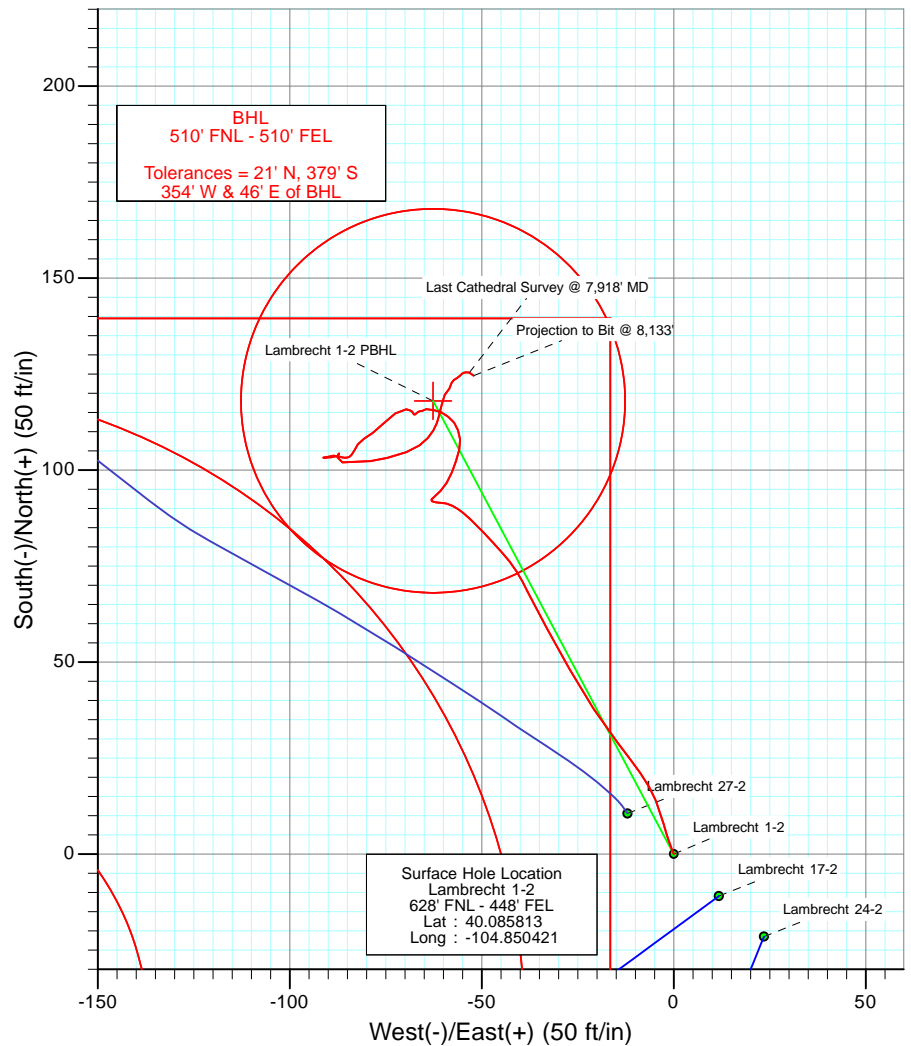 200
150
100
50
0
South(-)/North(+) (50 ft/in)
BHL
510' FNL - 510' FEL
Tolerances = 21' N, 379' S
354' W & 46' E of BHL
Last Cathedral Survey @ 7,918' MD
Projection to Bit @ 8,133'
Lambrecht 1-2 PBHL
Lambrecht 27-2
Lambrecht 1-2
Lambrecht 17-2
Lambrecht 24-2
Surface Hole Location
Lambrecht 1-2
628' FNL - 448' FEL
Lat : 40.085813
Long : -104.850421
-150
-100
-50
0
50
West(-)/East(+) (50 ft/in)